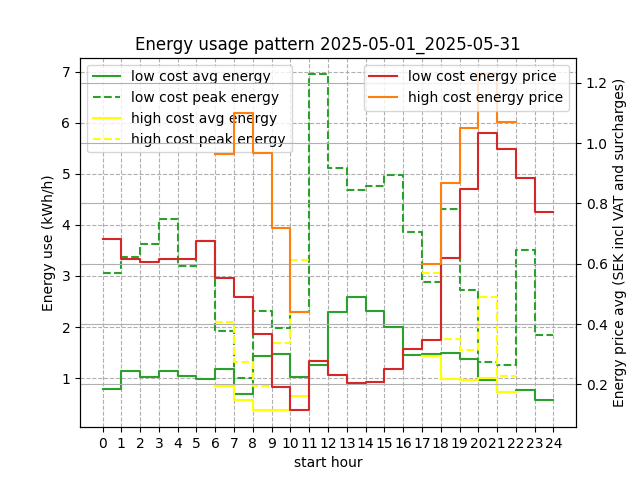 Energy usage pattern 2025-05-01_2025-05-31
low cost avg energy
low cost peak energy
high cost avg energy
high cost peak energy
low cost energy price
high cost energy price
7
6
5
4
3
2
1
Energy use (kWh/h)
1.2
1.0
0.8
0.6
0.4
0.2
Energy price avg (SEK incl VAT and surcharges)
0 1 2 3 4 5 6 7 8 9 10 11 12 13 14 15 16 17 18 19 20 21 22 23 24
start hour